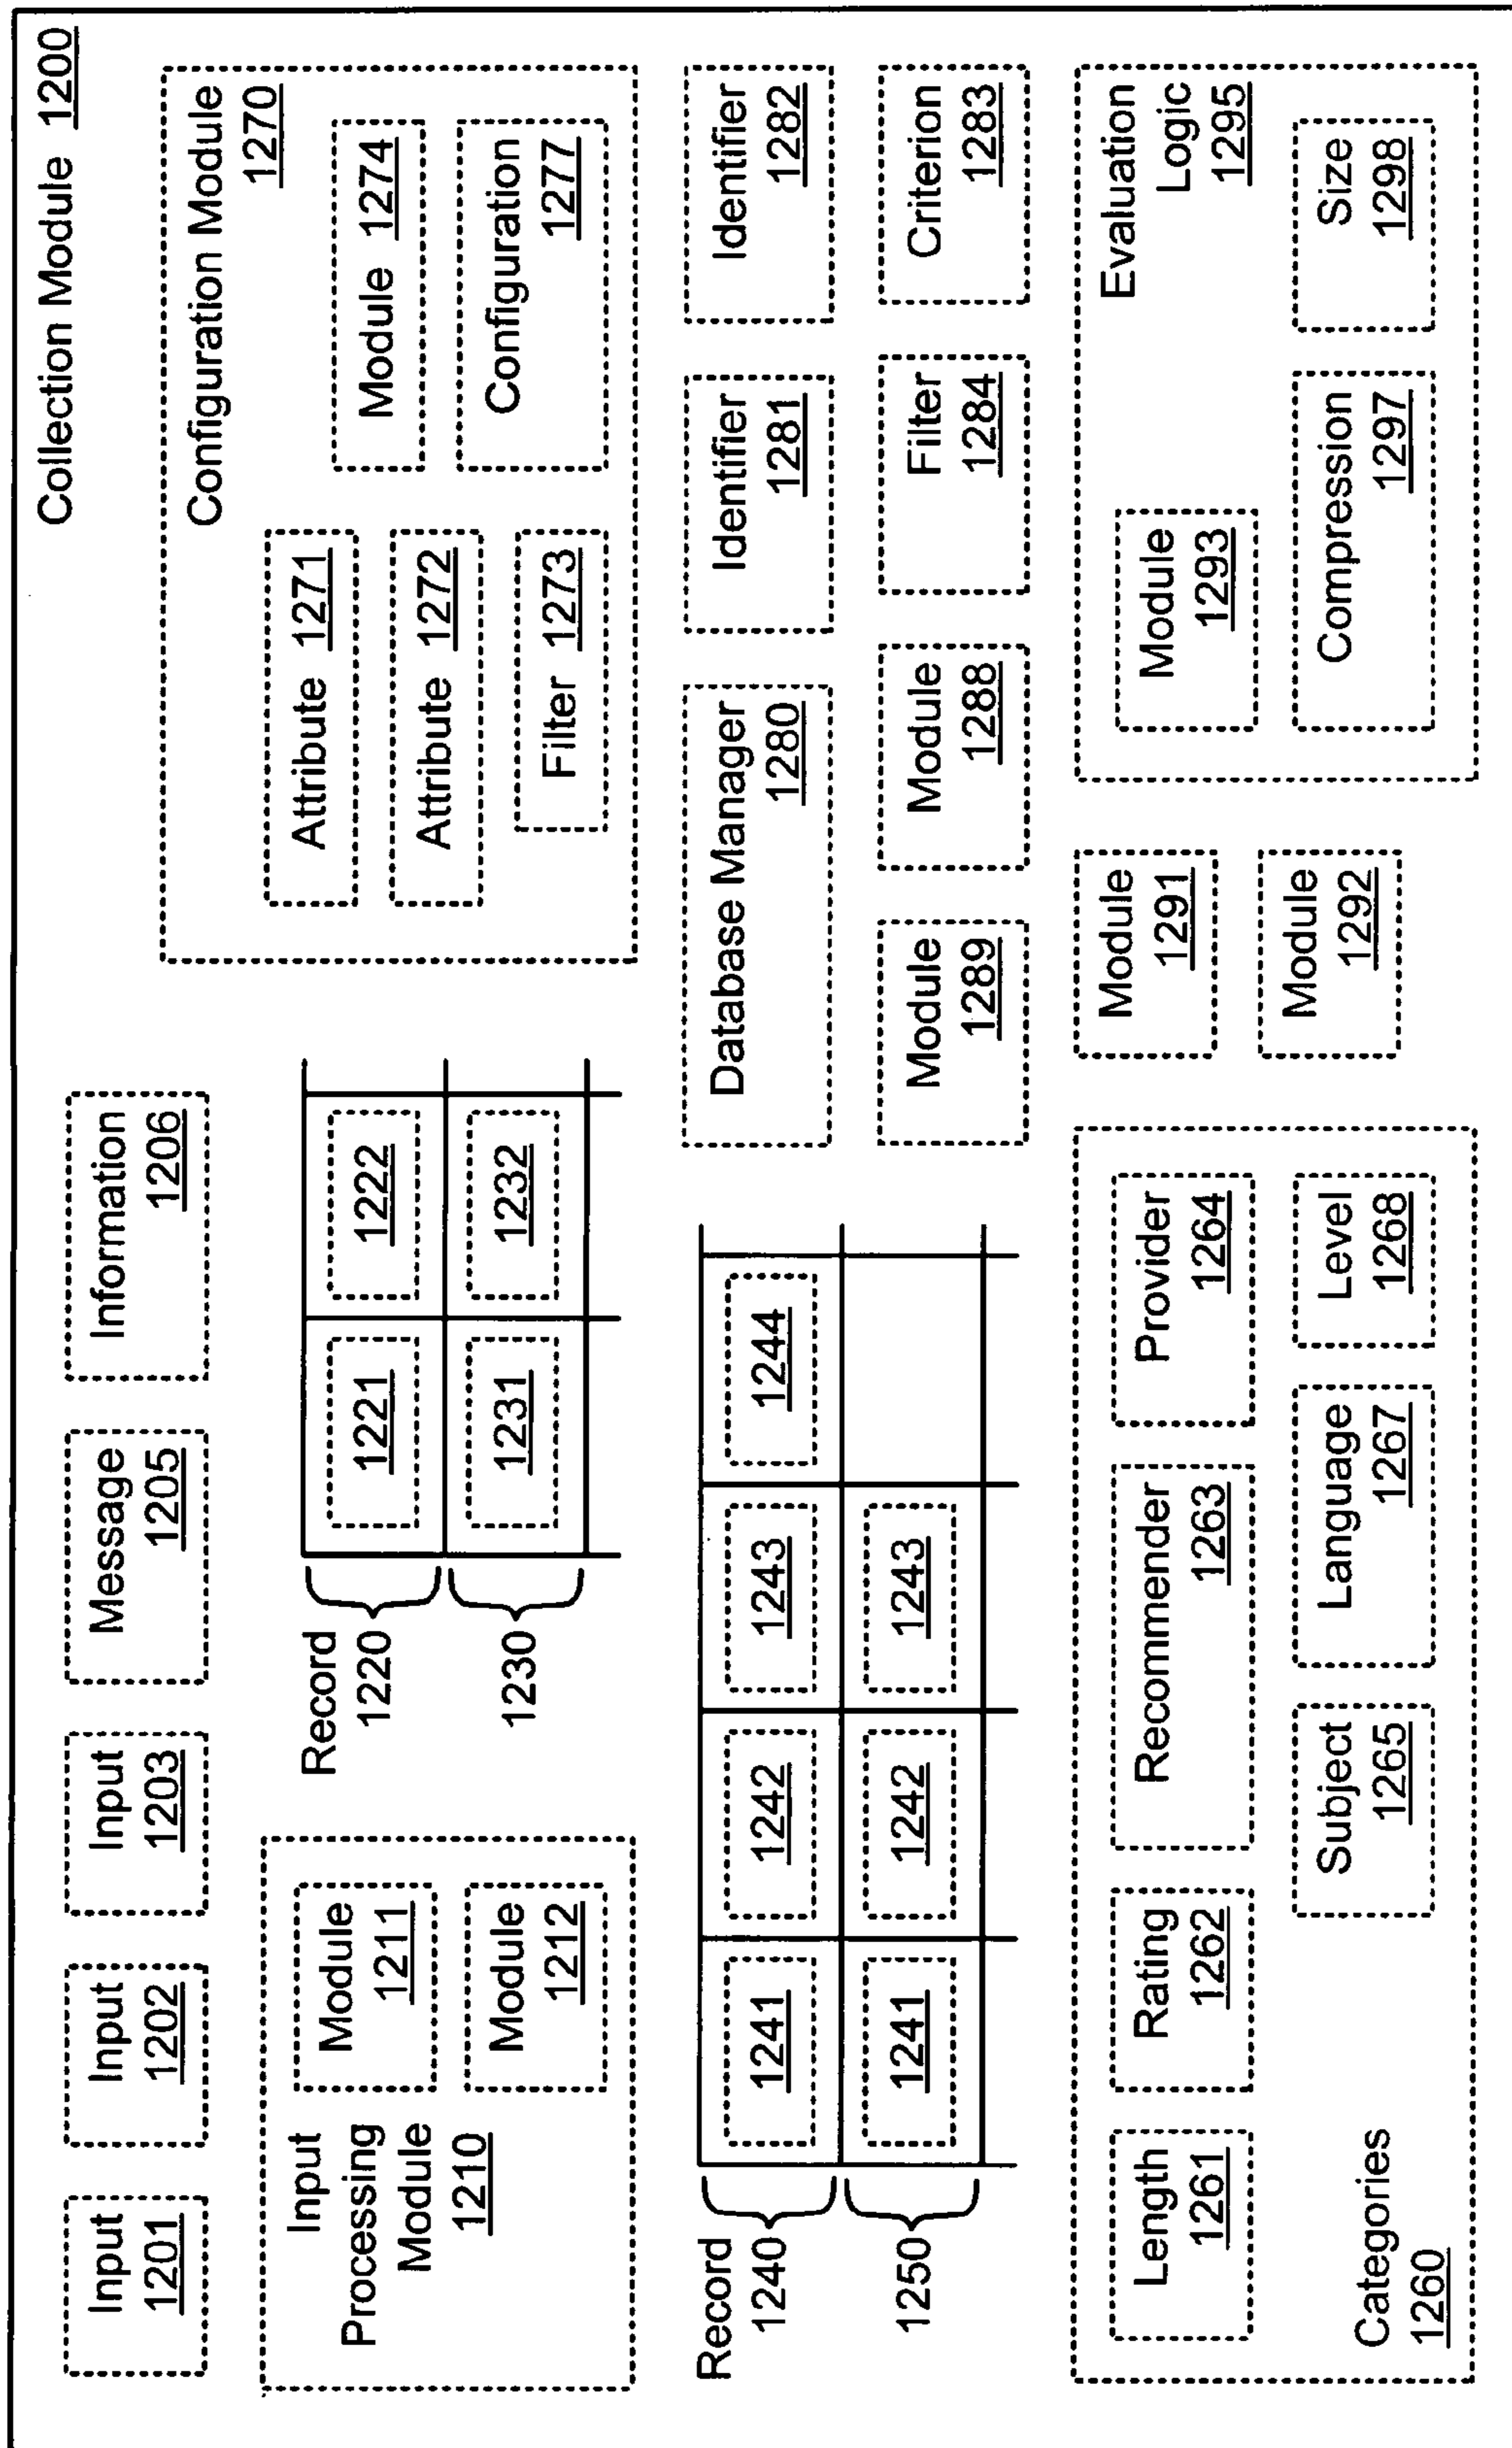 Collection Module 1200
Input
1201
Input
1202
Input
1203
Message
1205
Information
1206
Input
Processing
Module
1210
Module
1211
Module
1212
Record
1220
1230
1221
1222
1231
1232
Configuration Module
1270
Attribute 1271
Attribute 1272
Filter 1273
Module 1274
Configuration
1277
Record
1240
1250
1241
1242
1243
1244
1241
1242
1243
Database Manager
1280
Identifier
1281
Identifier
1282
Module
1289
Module
1288
Filter
1284
Criterion
1283
Categories
1260
Length
1261
Rating
1262
Recommender
1263
Provider
1264
Subject
1265
Language
1267
Level
1268
Module
1291
Module
1292
Evaluation
Logic
1295
Module
1293
Compression
1297
Size
1298